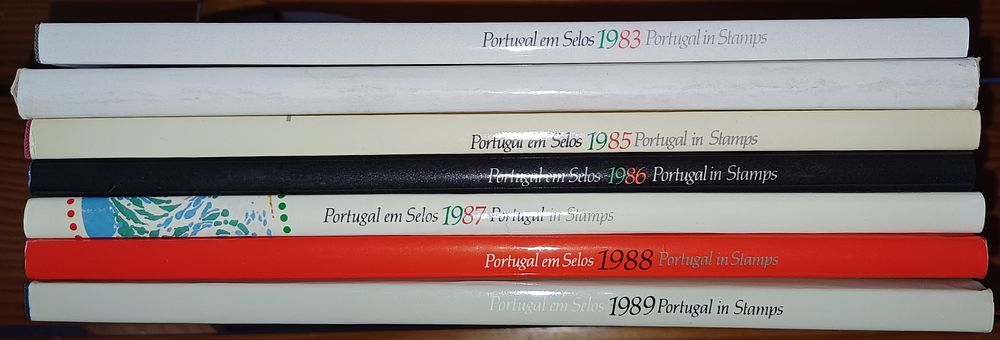 Portugal em Selos 1983 Portugal in Stamps
Portugal em Selos 1985 Portugal in Stamps
Portugal em Selos 1986 Portugal in Stamps
Portugal em Selos 1987 Portugal in Stamps
Portugal em Selos 1988 Portugal in Stamps
Portugal em Selos 1989 Portugal in Stamps